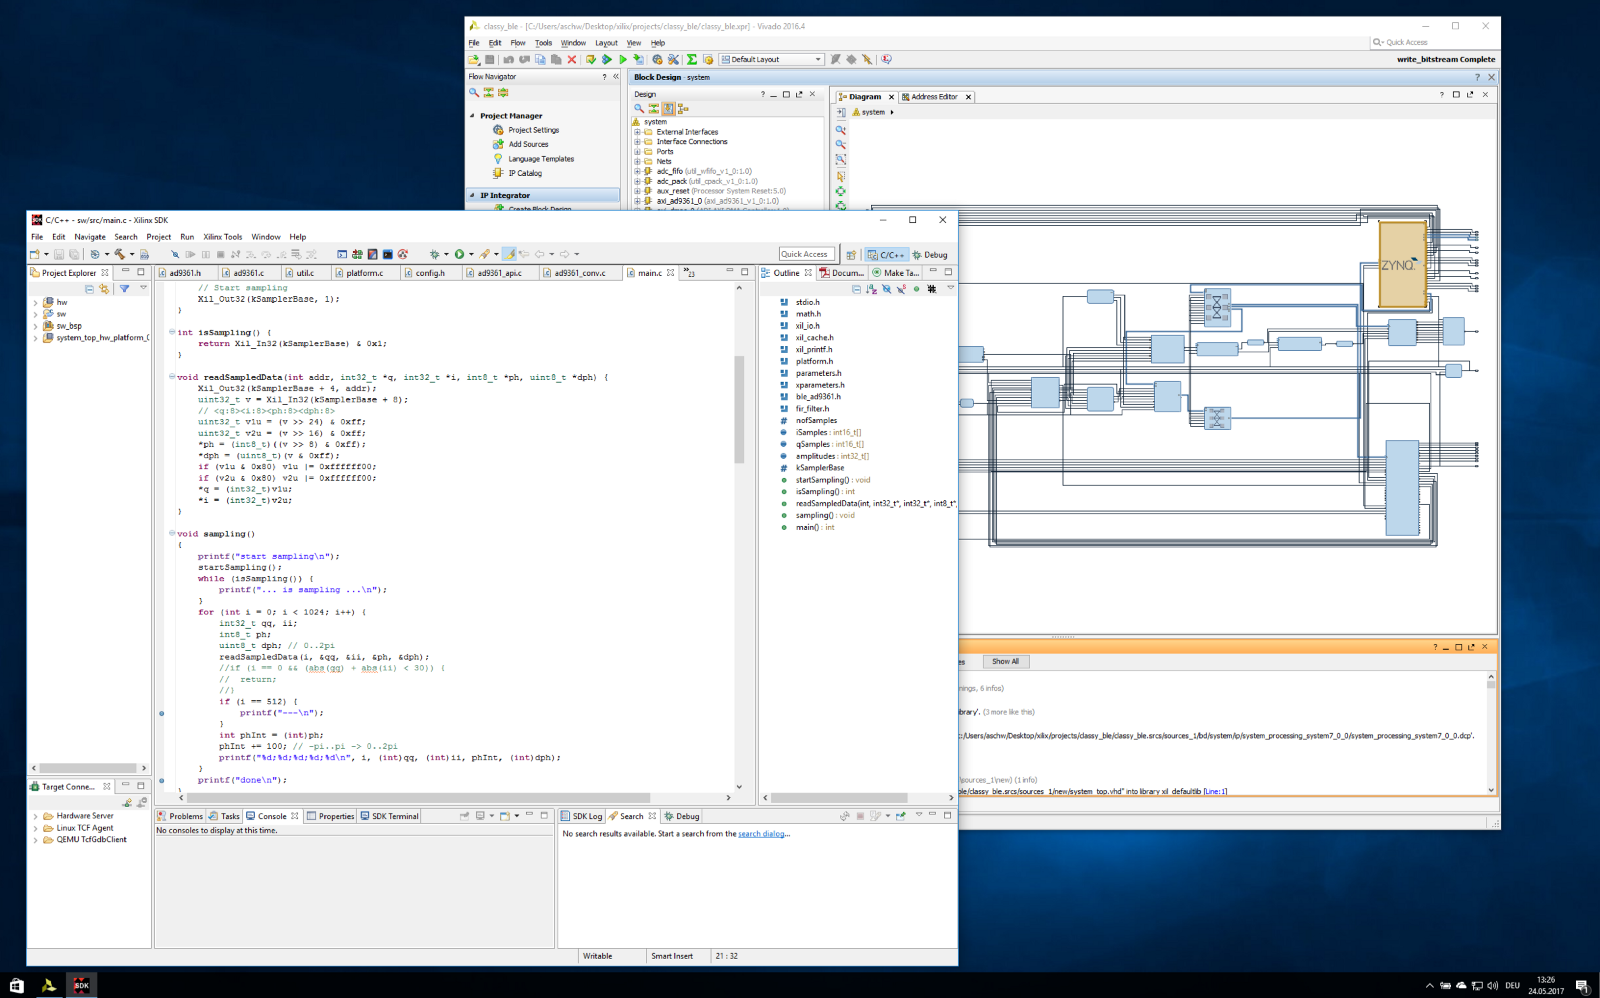 classy_ble - [C:/Users/aschw/Desktop/xilix/projects/classy_ble/classy_ble.xpr] - Vivado 2016.4
File Edit Flow Tools Window Layout View Help
Quick Access
Default Layout
write_bitstream Complete
Flow Navigator
Block Design - system
Project Manager
Project Settings
Add Sources
Language Templates
IP Catalog
IP Integrator
Create Block Design
Design
system
External Interfaces
Interface Connections
Ports
Nets
adc_fifo (util_wfifo_v1_0:1.0)
adc_pack (util_cpack_v1_0:1.0)
aux_reset (Processor System Reset:5.0)
axi_ad9361_0 (axi_ad9361_v1_0:1.0)
Diagram
Address Editor
system
ZYNQ
Show All
nings, 6 infos)
ibrary'. (3 more like this)
c:/Users/aschw/Desktop/xilix/projects/classy_ble/classy_ble.srcs/sources_1/bd/system/ip/system_processing_system7_0_0/system_processing_system7_0_0.dcp'.
\sources_1\new) (1 info)
ble/classy_ble.srcs/sources_1/new/system_top.vhd" into library xil_defaultlib [Line:1]
C/C++ - sw/src/main.c - Xilinx SDK
File Edit Navigate Search Project Run Xilinx Tools Window Help
Quick Access
C/C++
Debug
Project Explorer
hw
sw
sw_bsp
system_top_hw_platform_(
ad9361.h
ad9361.c
util.c
platform.c
config.h
ad9361_api.c
ad9361_conv.c
main.c
»23
// Start sampling
Xil_Out32(kSamplerBase, 1);
}
int isSampling() {
return Xil_In32(kSamplerBase) & 0x1;
}
void readSampledData(int addr, int32_t *q, int32_t *i, int8_t *ph, uint8_t *dph) {
Xil_Out32(kSamplerBase + 4, addr);
uint32_t v = Xil_In32(kSamplerBase + 8);
// <q:8><i:8><ph:8><dph:8>
uint32_t v1u = (v >> 24) & 0xff;
uint32_t v2u = (v >> 16) & 0xff;
*ph = (int8_t)((v >> 8) & 0xff);
*dph = (uint8_t)(v & 0xff);
if (v1u & 0x80) v1u |= 0xffffff00;
if (v2u & 0x80) v2u |= 0xffffff00;
*q = (int32_t)v1u;
*i = (int32_t)v2u;
}
void sampling()
{
printf("start sampling\n");
startSampling();
while (isSampling()) {
printf("... is sampling ...\n");
}
for (int i = 0; i < 1024; i++) {
int32_t qq, ii;
int8_t ph;
uint8_t dph; // 0..2pi
readSampledData(i, &qq, &ii, &ph, &dph);
//if (i == 0 && (abs(qq) + abs(ii) < 30)) {
// return;
//}
if (i == 512) {
printf("---\n");
}
int phInt = (int)ph;
phInt += 100; // -pi..pi -> 0..2pi
printf("%d;%d;%d;%d;%d\n", i, (int)qq, (int)ii, phInt, (int)dph);
}
printf("done\n");
Outline
Docum...
Make Ta...
stdio.h
math.h
xil_io.h
xil_cache.h
xil_printf.h
platform.h
parameters.h
xparameters.h
ble_ad9361.h
fir_filter.h
nofSamples
iSamples : int16_t[]
qSamples : int16_t[]
amplitudes : int32_t[]
kSamplerBase
startSampling() : void
isSampling() : int
readSampledData(int, int32_t*, int32_t*, int8_t*,
sampling() : void
main() : int
Target Conne...
Hardware Server
Linux TCF Agent
QEMU TcfGdbClient
Problems
Tasks
Console
Properties
SDK Terminal
No consoles to display at this time.
SDK Log
Search
Debug
No search results available. Start a search from the search dialog...
Writable
Smart Insert
21 : 32
SDK
DEU
13:26
24.05.2017
1